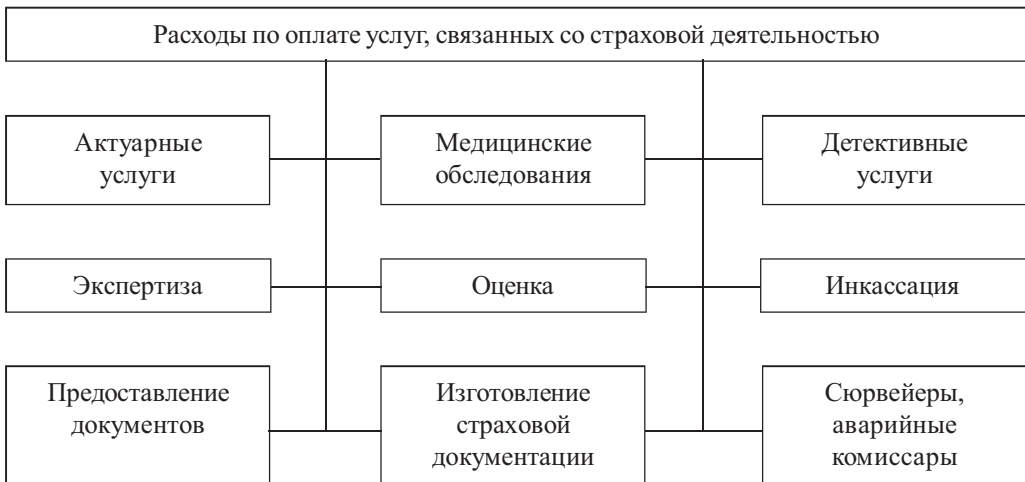 Расходы по оплате услуг, связанных со страховой деятельностью
Актуарные
услуги
Медицинские
обследования
Детективные
услуги
Экспертиза
Оценка
Инкассация
Предоставление
документов
Изготовление
страховой
документации
Сюрвейеры,
аварийные
комиссары